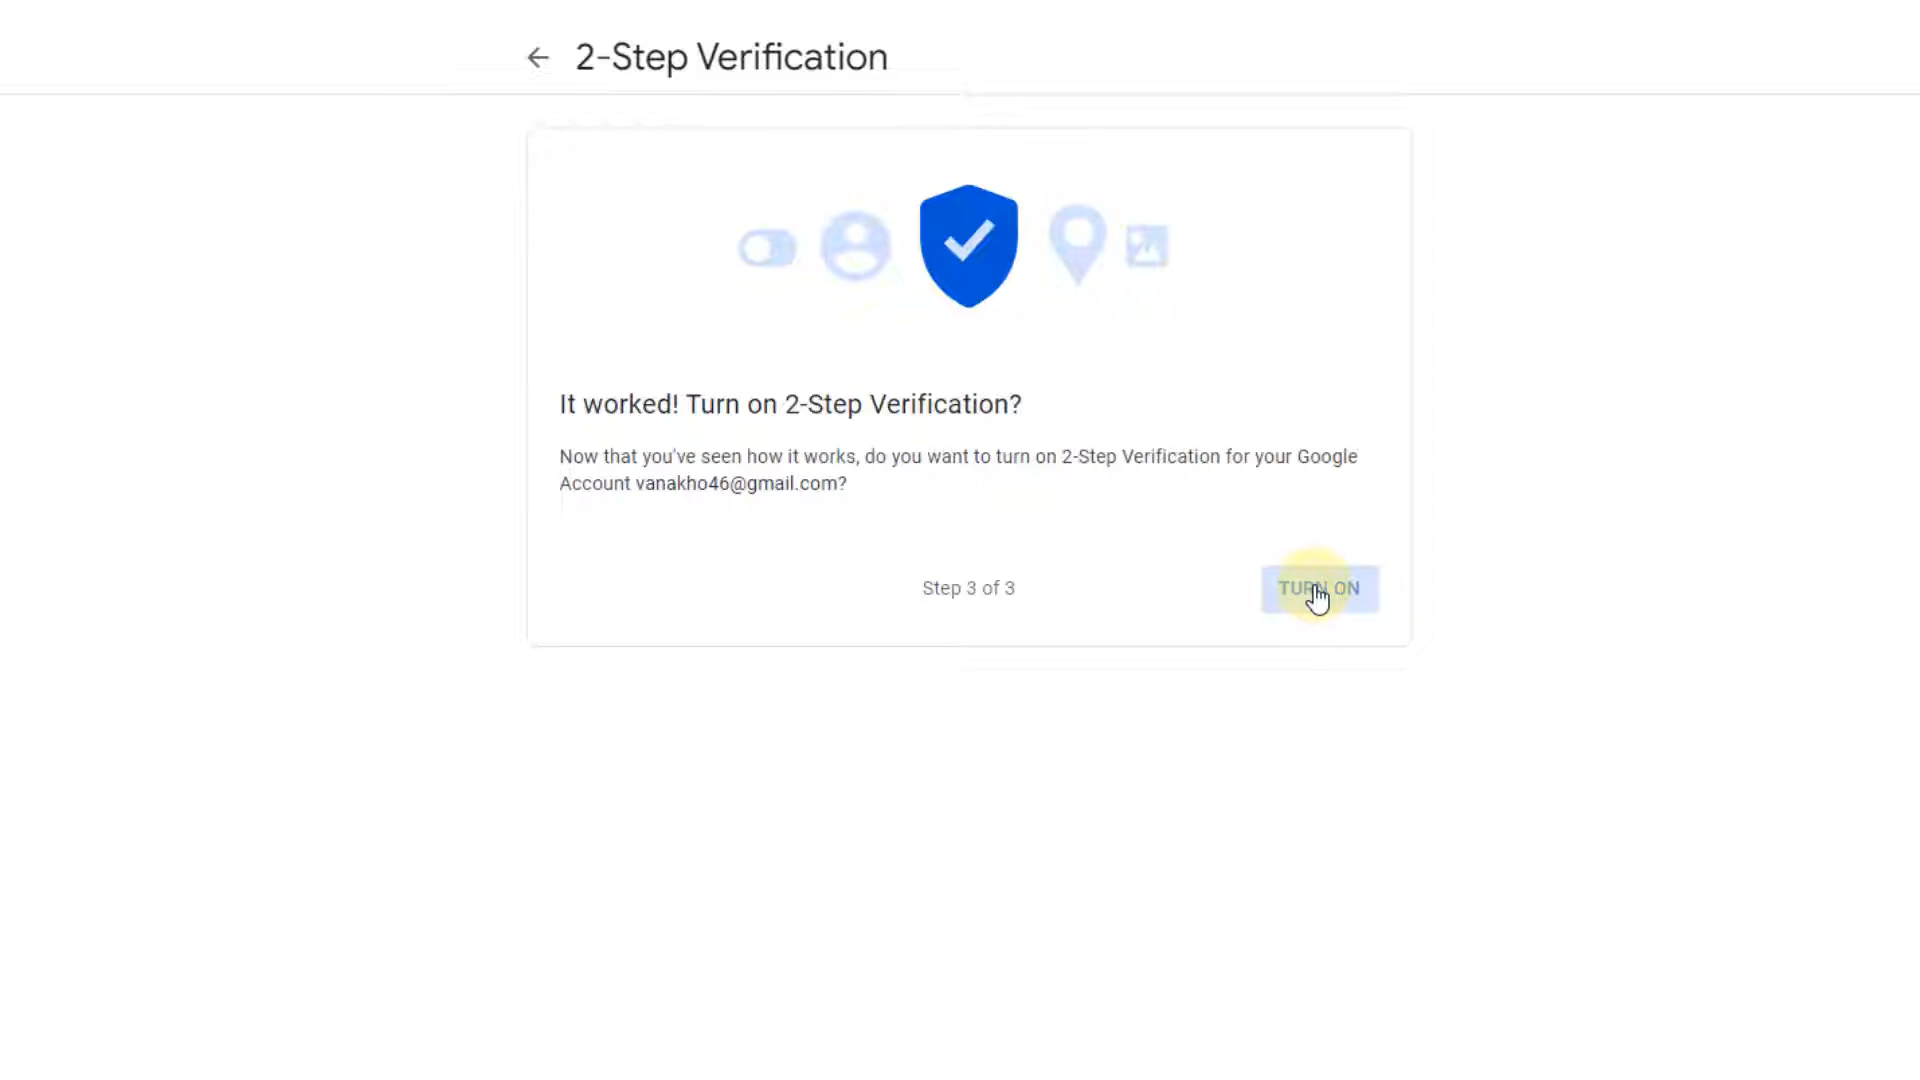 2-Step Verification
It worked! Turn on 2-Step Verification?
Now that you've seen how it works, do you want to turn on 2-Step Verification for your Google
Account vanakho46@gmail.com?
Step 3 of 3
TURN ON